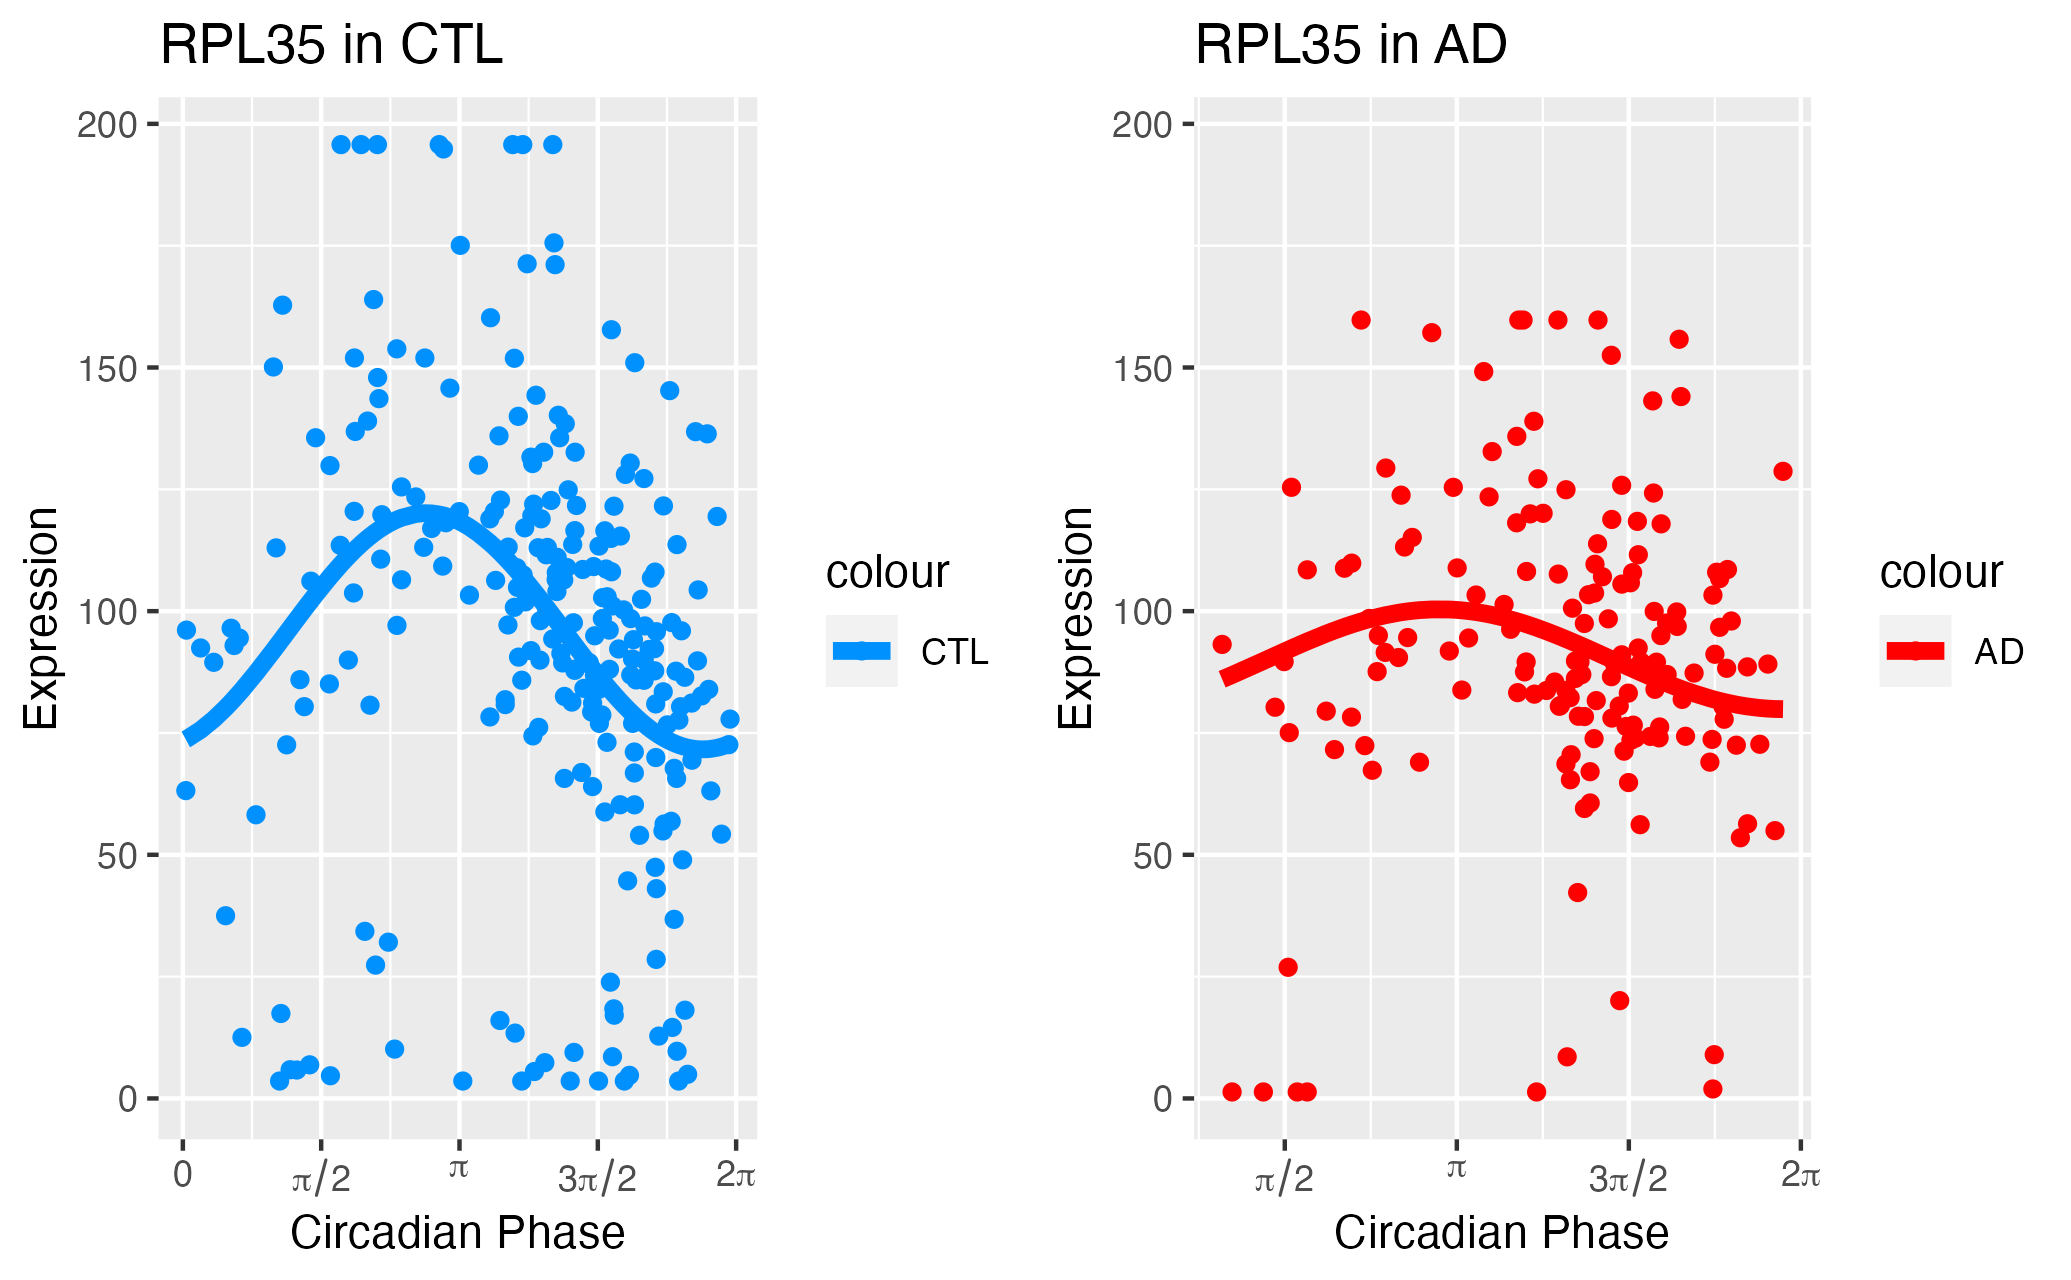 RPL35 in CTL
200
150
100
50
0
Expression
0
π/2
π
3π/2
2π
Circadian Phase
colour
CTL
RPL35 in AD
200
150
100
50
0
Expression
π/2
π
3π/2
2π
Circadian Phase
colour
AD